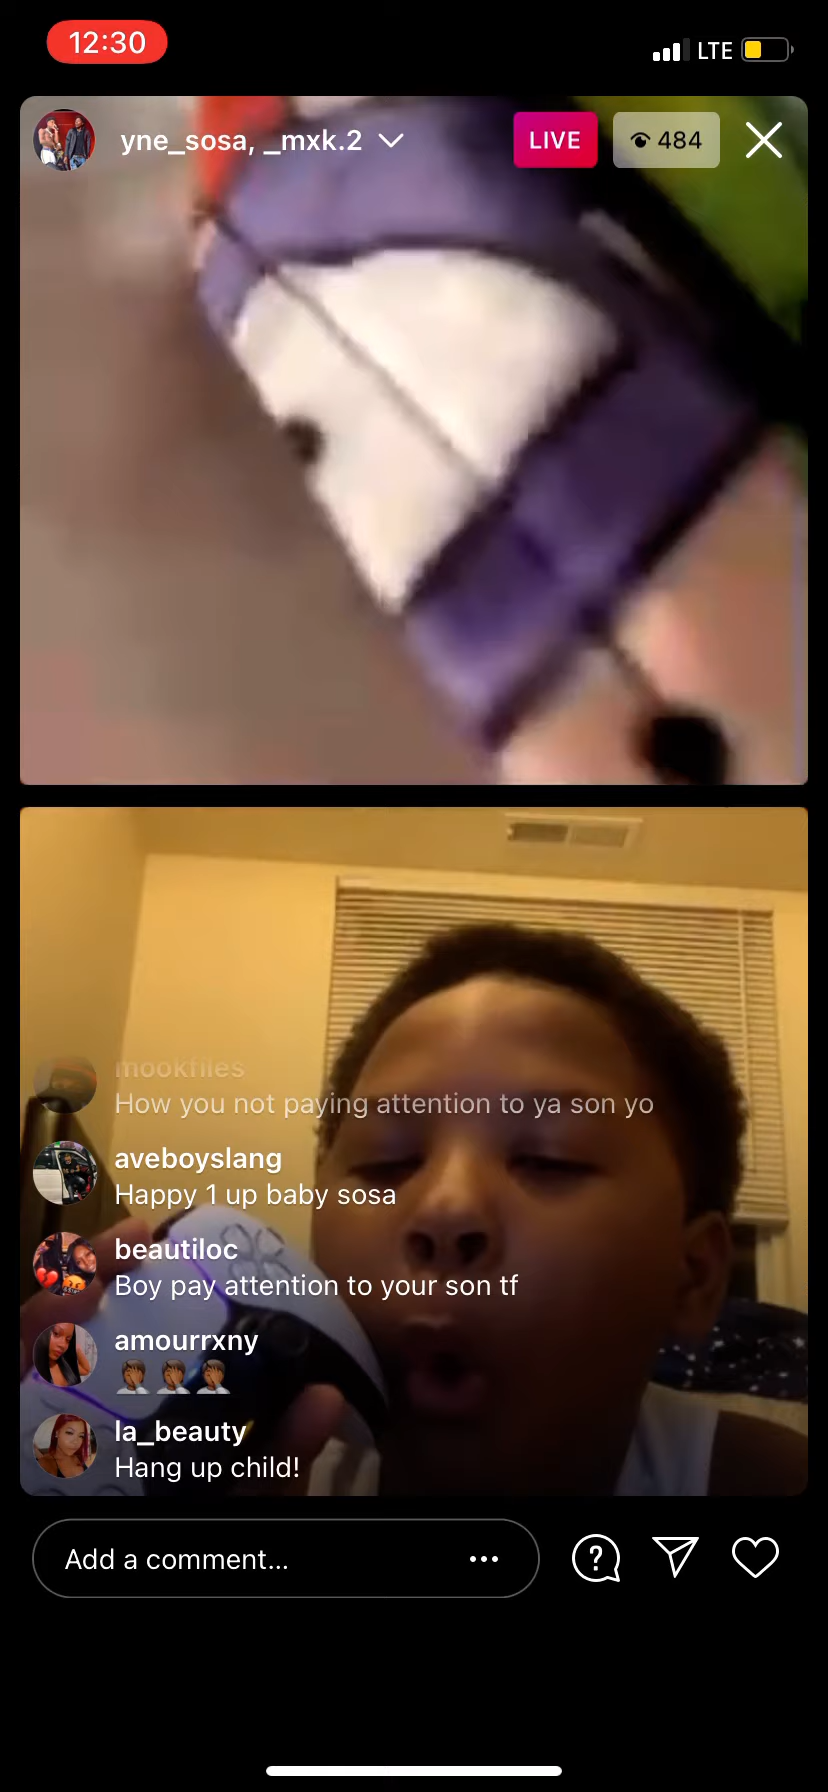 12:30
LTE
yne_sosa, _mxk.2
LIVE
484
mookfiles
How you not paying attention to ya son yo
aveboyslang
Happy 1 up baby sosa
beautiloc
Boy pay attention to your son tf
amourrxny
🤦🏾‍♂️🤦🏾‍♂️🤦🏾‍♂️
la_beauty
Hang up child!
Add a comment...